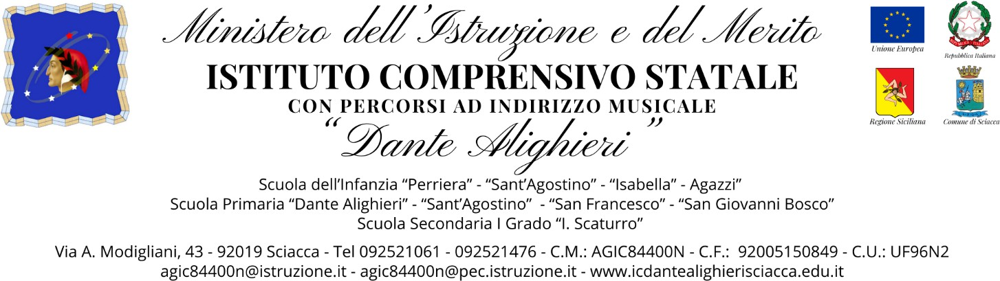 Ministero dell'Istruzione e del Merito
ISTITUTO COMPRENSIVO STATALE
CON PERCORSI AD INDIRIZZO MUSICALE
“Dante Alighieri”
Scuola dell’Infanzia “Perriera” - “Sant’Agostino” - “Isabella” - Agazzi”
Scuola Primaria “Dante Alighieri” - “Sant’Agostino”  - “San Francesco” - “San Giovanni Bosco”
Scuola Secondaria I Grado “I. Scaturro”
Via A. Modigliani, 43 - 92019 Sciacca - Tel 092521061 - 092521476 - C.M.: AGIC84400N - C.F.:  92005150849 - C.U.: UF96N2
agic84400n@istruzione.it - agic84400n@pec.istruzione.it - www.icdantealighierisciacca.edu.it
Unione Europea
REPVBBLICA ITALIANA
Repubblica Italiana
Regione Siciliana
Comune di Sciacca